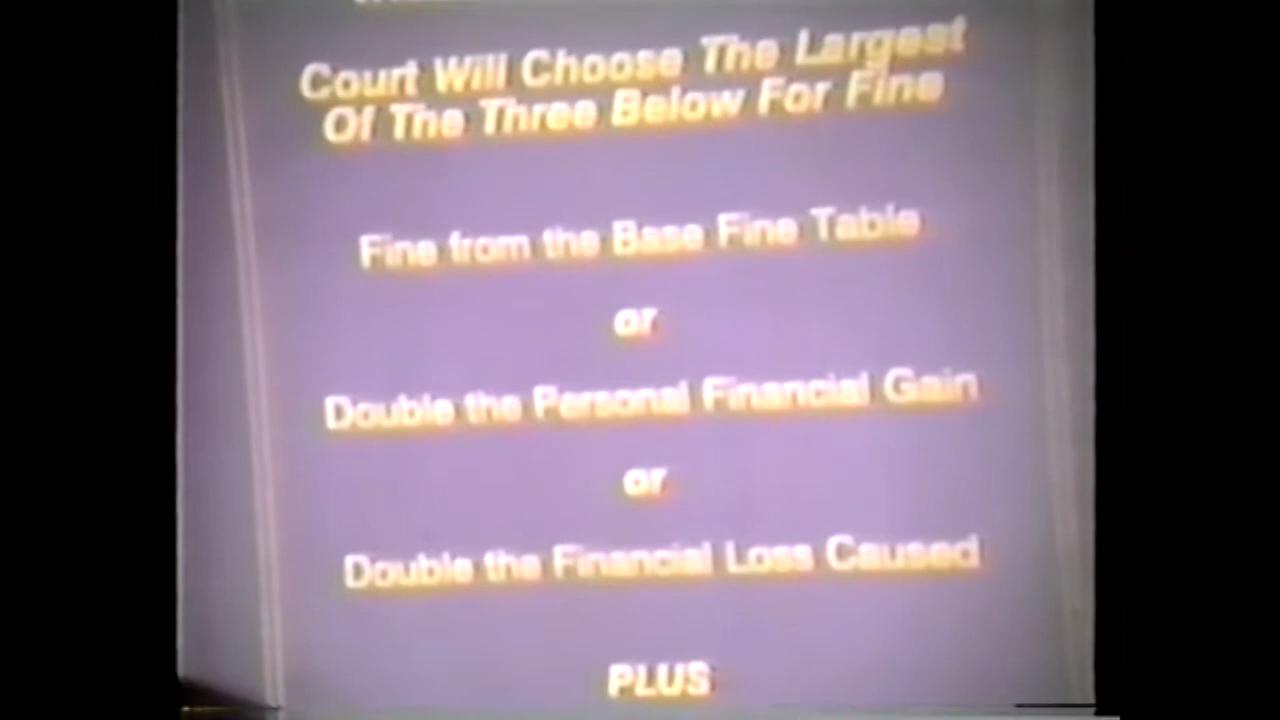 Court Will Choose The Largest
Of The Three Below For Fine
Fine from the Base Fine Table
or
Double the Personal Financial Gain
or
Double the Financial Loss Caused
PLUS